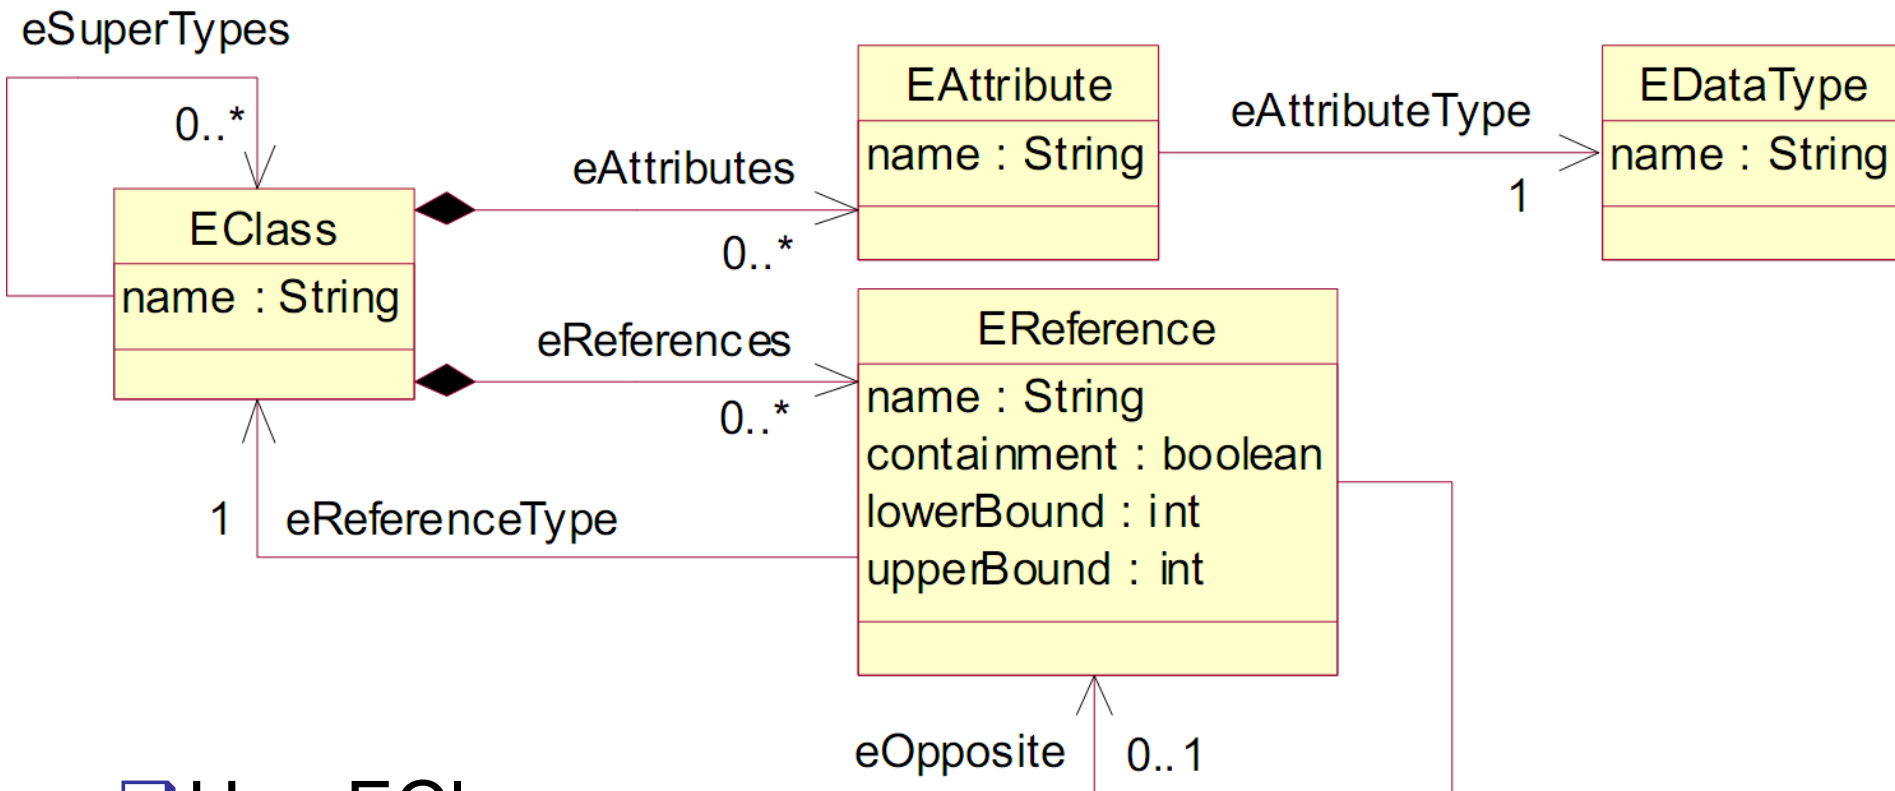 eSuperTypes
0..*
EClass
name : String
eAttributes
0..*
EAttribute
name : String
eAttributeType
1
EDataType
name : String
eReferences
0..*
EReference
name : String
containment : boolean
lowerBound : int
upperBound : int
1 eReferenceType
eOpposite 0..1